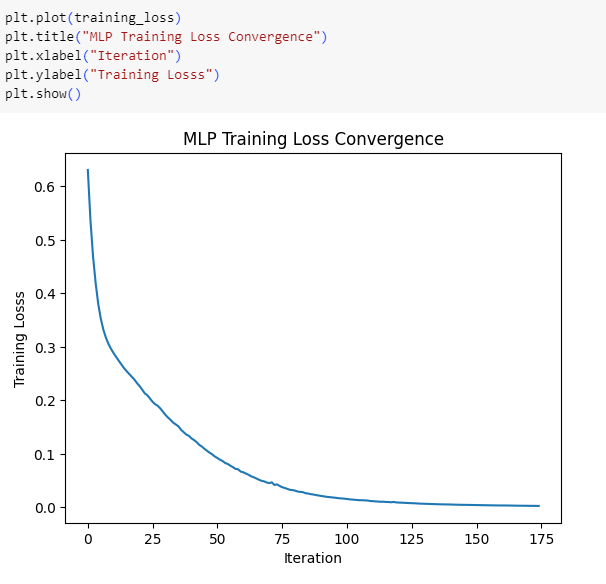 plt.plot(training_loss)
plt.title("MLP Training Loss Convergence")
plt.xlabel("Iteration")
plt.ylabel("Training Losss")
plt.show()
MLP Training Loss Convergence
0.6
0.5
0.4
0.3
0.2
0.1
0.0
Training Losss
0 25 50 75 100 125 150 175
Iteration